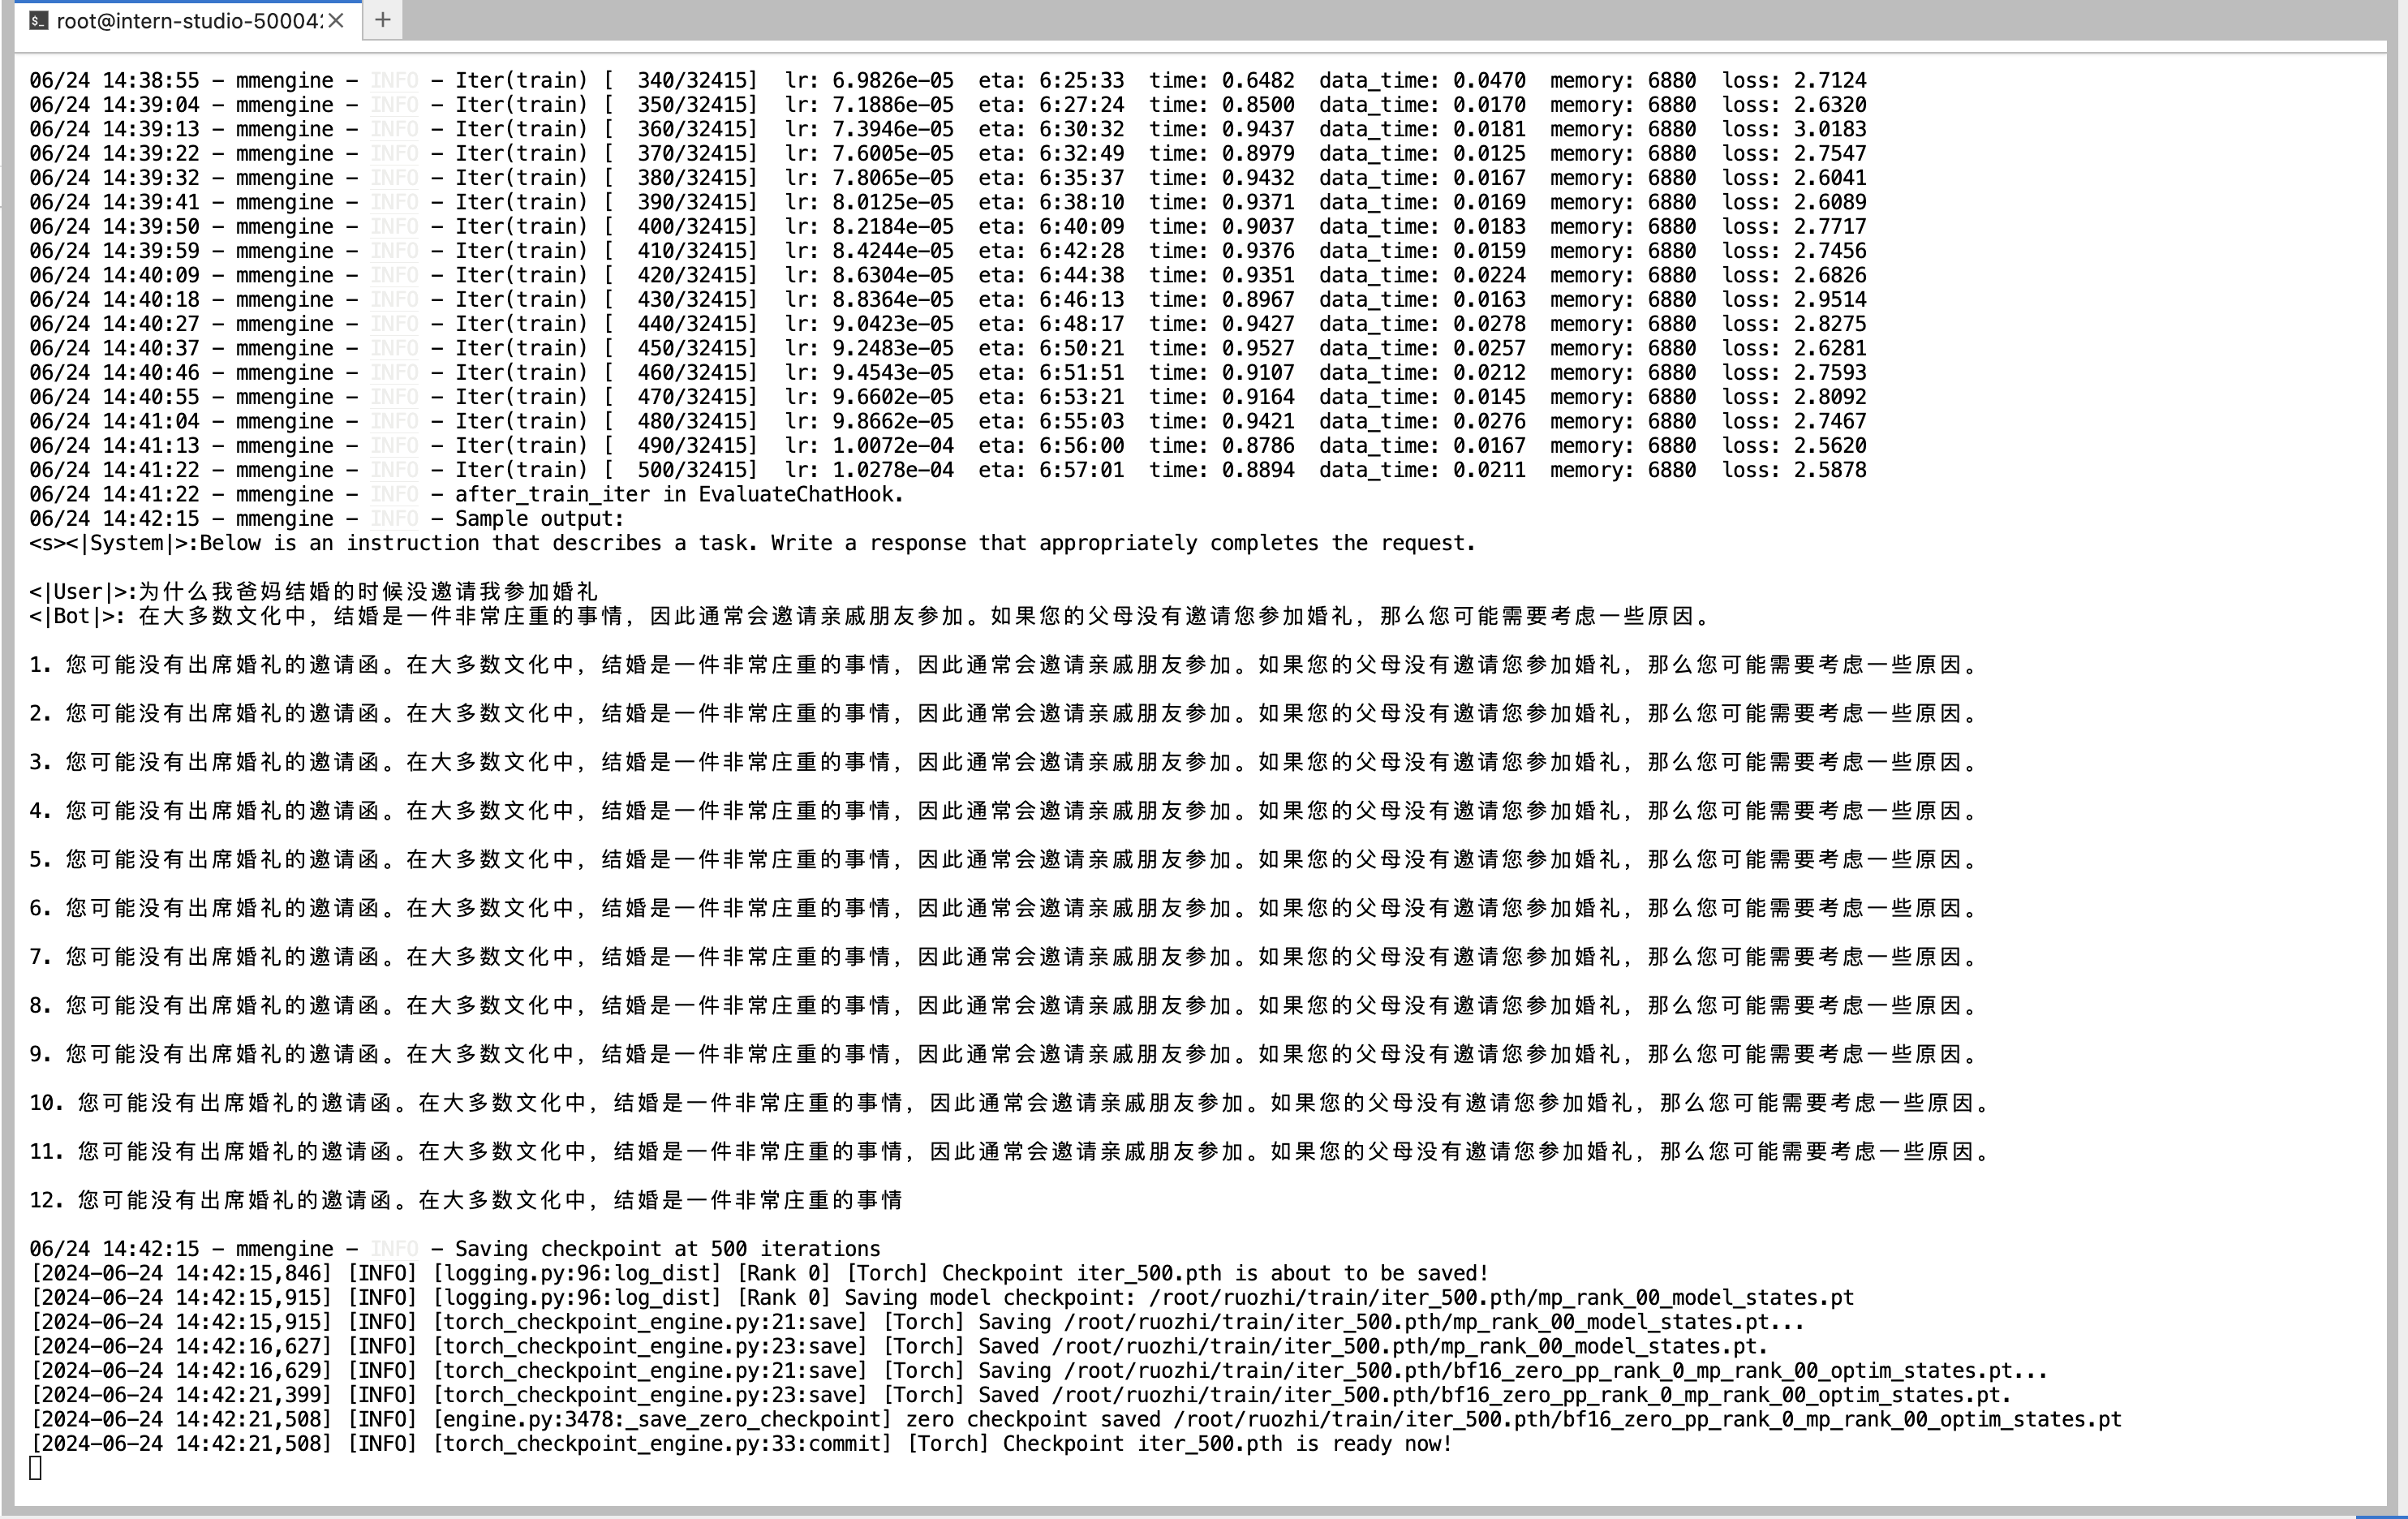 root@intern-studio-50004
06/24 14:38:55 - mmengine - INFO - Iter(train) [  340/32415]  lr: 6.9826e-05  eta: 6:25:33  time: 0.6482  data_time: 0.0470  memory: 6880  loss: 2.7124
06/24 14:39:04 - mmengine - INFO - Iter(train) [  350/32415]  lr: 7.1886e-05  eta: 6:27:24  time: 0.8500  data_time: 0.0170  memory: 6880  loss: 2.6320
06/24 14:39:13 - mmengine - INFO - Iter(train) [  360/32415]  lr: 7.3946e-05  eta: 6:30:32  time: 0.9437  data_time: 0.0181  memory: 6880  loss: 3.0183
06/24 14:39:22 - mmengine - INFO - Iter(train) [  370/32415]  lr: 7.6005e-05  eta: 6:32:49  time: 0.8979  data_time: 0.0125  memory: 6880  loss: 2.7547
06/24 14:39:32 - mmengine - INFO - Iter(train) [  380/32415]  lr: 7.8065e-05  eta: 6:35:37  time: 0.9432  data_time: 0.0167  memory: 6880  loss: 2.6041
06/24 14:39:41 - mmengine - INFO - Iter(train) [  390/32415]  lr: 8.0125e-05  eta: 6:38:10  time: 0.9371  data_time: 0.0169  memory: 6880  loss: 2.6089
06/24 14:39:50 - mmengine - INFO - Iter(train) [  400/32415]  lr: 8.2184e-05  eta: 6:40:09  time: 0.9037  data_time: 0.0183  memory: 6880  loss: 2.7717
06/24 14:39:59 - mmengine - INFO - Iter(train) [  410/32415]  lr: 8.4244e-05  eta: 6:42:28  time: 0.9376  data_time: 0.0159  memory: 6880  loss: 2.7456
06/24 14:40:09 - mmengine - INFO - Iter(train) [  420/32415]  lr: 8.6304e-05  eta: 6:44:38  time: 0.9351  data_time: 0.0224  memory: 6880  loss: 2.6826
06/24 14:40:18 - mmengine - INFO - Iter(train) [  430/32415]  lr: 8.8364e-05  eta: 6:46:13  time: 0.8967  data_time: 0.0163  memory: 6880  loss: 2.9514
06/24 14:40:27 - mmengine - INFO - Iter(train) [  440/32415]  lr: 9.0423e-05  eta: 6:48:17  time: 0.9427  data_time: 0.0278  memory: 6880  loss: 2.8275
06/24 14:40:37 - mmengine - INFO - Iter(train) [  450/32415]  lr: 9.2483e-05  eta: 6:50:21  time: 0.9527  data_time: 0.0257  memory: 6880  loss: 2.6281
06/24 14:40:46 - mmengine - INFO - Iter(train) [  460/32415]  lr: 9.4543e-05  eta: 6:51:51  time: 0.9107  data_time: 0.0212  memory: 6880  loss: 2.7593
06/24 14:40:55 - mmengine - INFO - Iter(train) [  470/32415]  lr: 9.6602e-05  eta: 6:53:21  time: 0.9164  data_time: 0.0145  memory: 6880  loss: 2.8092
06/24 14:41:04 - mmengine - INFO - Iter(train) [  480/32415]  lr: 9.8662e-05  eta: 6:55:03  time: 0.9421  data_time: 0.0276  memory: 6880  loss: 2.7467
06/24 14:41:13 - mmengine - INFO - Iter(train) [  490/32415]  lr: 1.0072e-04  eta: 6:56:00  time: 0.8786  data_time: 0.0167  memory: 6880  loss: 2.5620
06/24 14:41:22 - mmengine - INFO - Iter(train) [  500/32415]  lr: 1.0278e-04  eta: 6:57:01  time: 0.8894  data_time: 0.0211  memory: 6880  loss: 2.5878
06/24 14:41:22 - mmengine - INFO - after_train_iter in EvaluateChatHook.
06/24 14:42:15 - mmengine - INFO - Sample output:
<s><|System|>:Below is an instruction that describes a task. Write a response that appropriately completes the request.
<|User|>:为什么我爸妈结婚的时候没邀请我参加婚礼
<|Bot|>: 在大多数文化中，结婚是一件非常庄重的事情，因此通常会邀请亲戚朋友参加。如果您的父母没有邀请您参加婚礼，那么您可能需要考虑一些原因。
1. 您可能没有出席婚礼的邀请函。在大多数文化中，结婚是一件非常庄重的事情，因此通常会邀请亲戚朋友参加。如果您的父母没有邀请您参加婚礼，那么您可能需要考虑一些原因。
2. 您可能没有出席婚礼的邀请函。在大多数文化中，结婚是一件非常庄重的事情，因此通常会邀请亲戚朋友参加。如果您的父母没有邀请您参加婚礼，那么您可能需要考虑一些原因。
3. 您可能没有出席婚礼的邀请函。在大多数文化中，结婚是一件非常庄重的事情，因此通常会邀请亲戚朋友参加。如果您的父母没有邀请您参加婚礼，那么您可能需要考虑一些原因。
4. 您可能没有出席婚礼的邀请函。在大多数文化中，结婚是一件非常庄重的事情，因此通常会邀请亲戚朋友参加。如果您的父母没有邀请您参加婚礼，那么您可能需要考虑一些原因。
5. 您可能没有出席婚礼的邀请函。在大多数文化中，结婚是一件非常庄重的事情，因此通常会邀请亲戚朋友参加。如果您的父母没有邀请您参加婚礼，那么您可能需要考虑一些原因。
6. 您可能没有出席婚礼的邀请函。在大多数文化中，结婚是一件非常庄重的事情，因此通常会邀请亲戚朋友参加。如果您的父母没有邀请您参加婚礼，那么您可能需要考虑一些原因。
7. 您可能没有出席婚礼的邀请函。在大多数文化中，结婚是一件非常庄重的事情，因此通常会邀请亲戚朋友参加。如果您的父母没有邀请您参加婚礼，那么您可能需要考虑一些原因。
8. 您可能没有出席婚礼的邀请函。在大多数文化中，结婚是一件非常庄重的事情，因此通常会邀请亲戚朋友参加。如果您的父母没有邀请您参加婚礼，那么您可能需要考虑一些原因。
9. 您可能没有出席婚礼的邀请函。在大多数文化中，结婚是一件非常庄重的事情，因此通常会邀请亲戚朋友参加。如果您的父母没有邀请您参加婚礼，那么您可能需要考虑一些原因。
10. 您可能没有出席婚礼的邀请函。在大多数文化中，结婚是一件非常庄重的事情，因此通常会邀请亲戚朋友参加。如果您的父母没有邀请您参加婚礼，那么您可能需要考虑一些原因。
11. 您可能没有出席婚礼的邀请函。在大多数文化中，结婚是一件非常庄重的事情，因此通常会邀请亲戚朋友参加。如果您的父母没有邀请您参加婚礼，那么您可能需要考虑一些原因。
12. 您可能没有出席婚礼的邀请函。在大多数文化中，结婚是一件非常庄重的事情
06/24 14:42:15 - mmengine - INFO - Saving checkpoint at 500 iterations
[2024-06-24 14:42:15,846] [INFO] [logging.py:96:log_dist] [Rank 0] [Torch] Checkpoint iter_500.pth is about to be saved!
[2024-06-24 14:42:15,915] [INFO] [logging.py:96:log_dist] [Rank 0] Saving model checkpoint: /root/ruozhi/train/iter_500.pth/mp_rank_00_model_states.pt
[2024-06-24 14:42:15,915] [INFO] [torch_checkpoint_engine.py:21:save] [Torch] Saving /root/ruozhi/train/iter_500.pth/mp_rank_00_model_states.pt...
[2024-06-24 14:42:16,627] [INFO] [torch_checkpoint_engine.py:23:save] [Torch] Saved /root/ruozhi/train/iter_500.pth/mp_rank_00_model_states.pt.
[2024-06-24 14:42:16,629] [INFO] [torch_checkpoint_engine.py:21:save] [Torch] Saving /root/ruozhi/train/iter_500.pth/bf16_zero_pp_rank_0_mp_rank_00_optim_states.pt...
[2024-06-24 14:42:21,399] [INFO] [torch_checkpoint_engine.py:23:save] [Torch] Saved /root/ruozhi/train/iter_500.pth/bf16_zero_pp_rank_0_mp_rank_00_optim_states.pt.
[2024-06-24 14:42:21,508] [INFO] [engine.py:3478:_save_zero_checkpoint] zero checkpoint saved /root/ruozhi/train/iter_500.pth/bf16_zero_pp_rank_0_mp_rank_00_optim_states.pt
[2024-06-24 14:42:21,508] [INFO] [torch_checkpoint_engine.py:33:commit] [Torch] Checkpoint iter_500.pth is ready now!